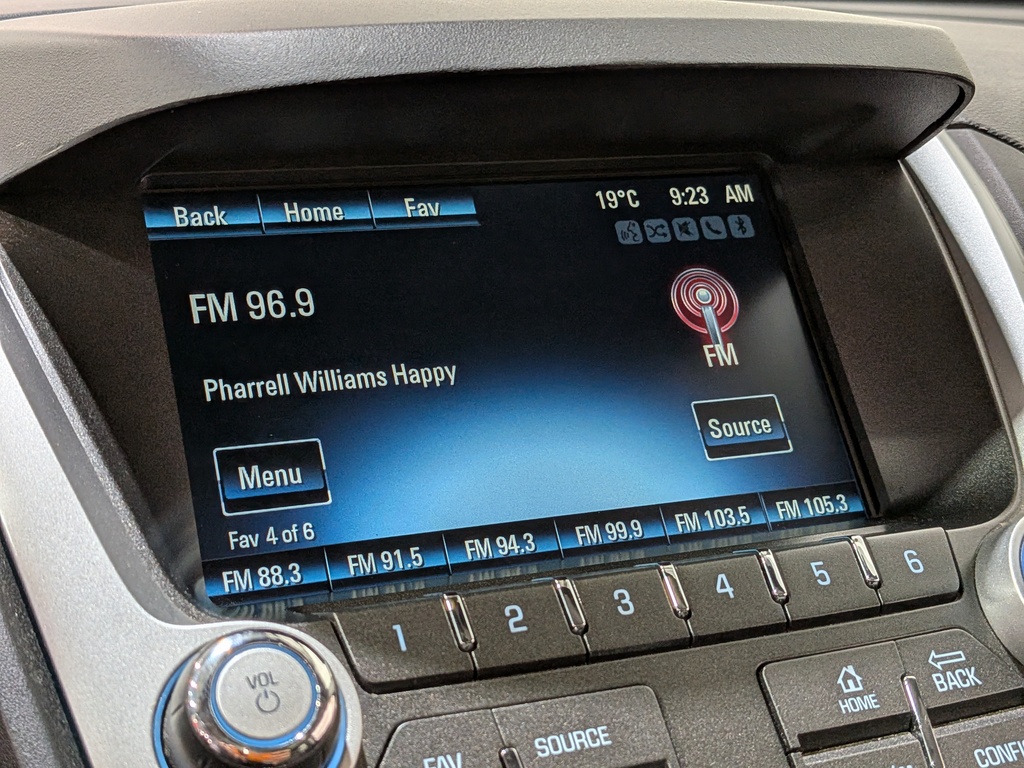 Back Home Fav 19°C 9:23 AM
FM 96.9
FM
Pharrell Williams Happy
Source
Menu
Fav 4 of 6
FM 88.3 FM 91.5 FM 94.3 FM 99.9 FM 103.5 FM 105.3
1 2 3 4 5 6
VOL
HOME BACK
FAV SOURCE